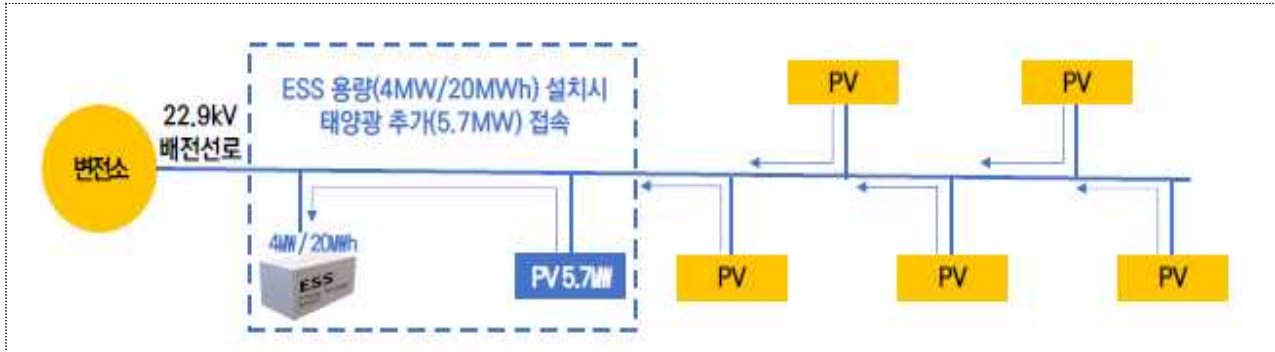 ESS 용량(4MW/20MWh) 설치시
태양광 추가(5.7MW) 접속
22.9kV
배전선로
변전소
PV
PV
4MW/20MWh
ESS
PV 5.7MW
PV
PV
PV